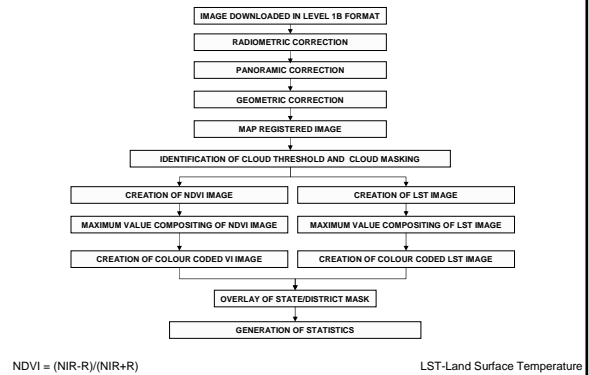 IMAGE DOWNLOADED IN LEVEL 1B FORMAT
RADIOMETRIC CORRECTION
PANORAMIC CORRECTION
GEOMETRIC CORRECTION
MAP REGISTERED IMAGE
IDENTIFICATION OF CLOUD THRESHOLD AND CLOUD MASKING
CREATION OF NDVI IMAGE
CREATION OF LST IMAGE
MAXIMUM VALUE COMPOSITING OF NDVI IMAGE
MAXIMUM VALUE COMPOSITING OF LST IMAGE
CREATION OF COLOUR CODED VI IMAGE
CREATION OF COLOUR CODED LST IMAGE
OVERLAY OF STATE/DISTRICT MASK
GENERATION OF STATISTICS
NDVI = (NIR-R)/(NIR+R)
LST-Land Surface Temperature